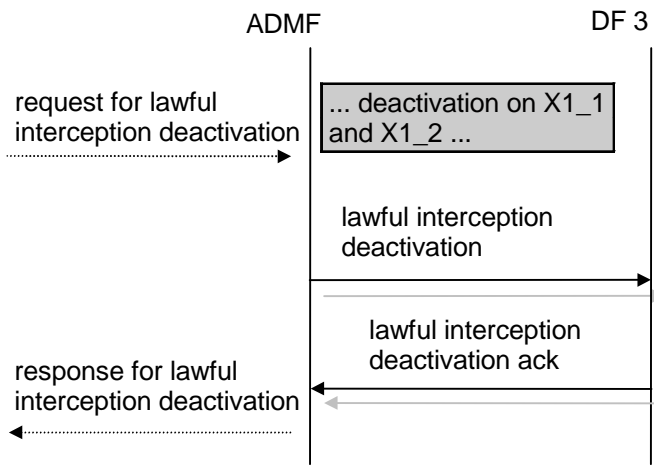 ADMF
DF 3
request for lawful
interception deactivation
... deactivation on X1_1
and X1_2 ...
lawful interception
deactivation
lawful interception
deactivation ack
response for lawful
interception deactivation